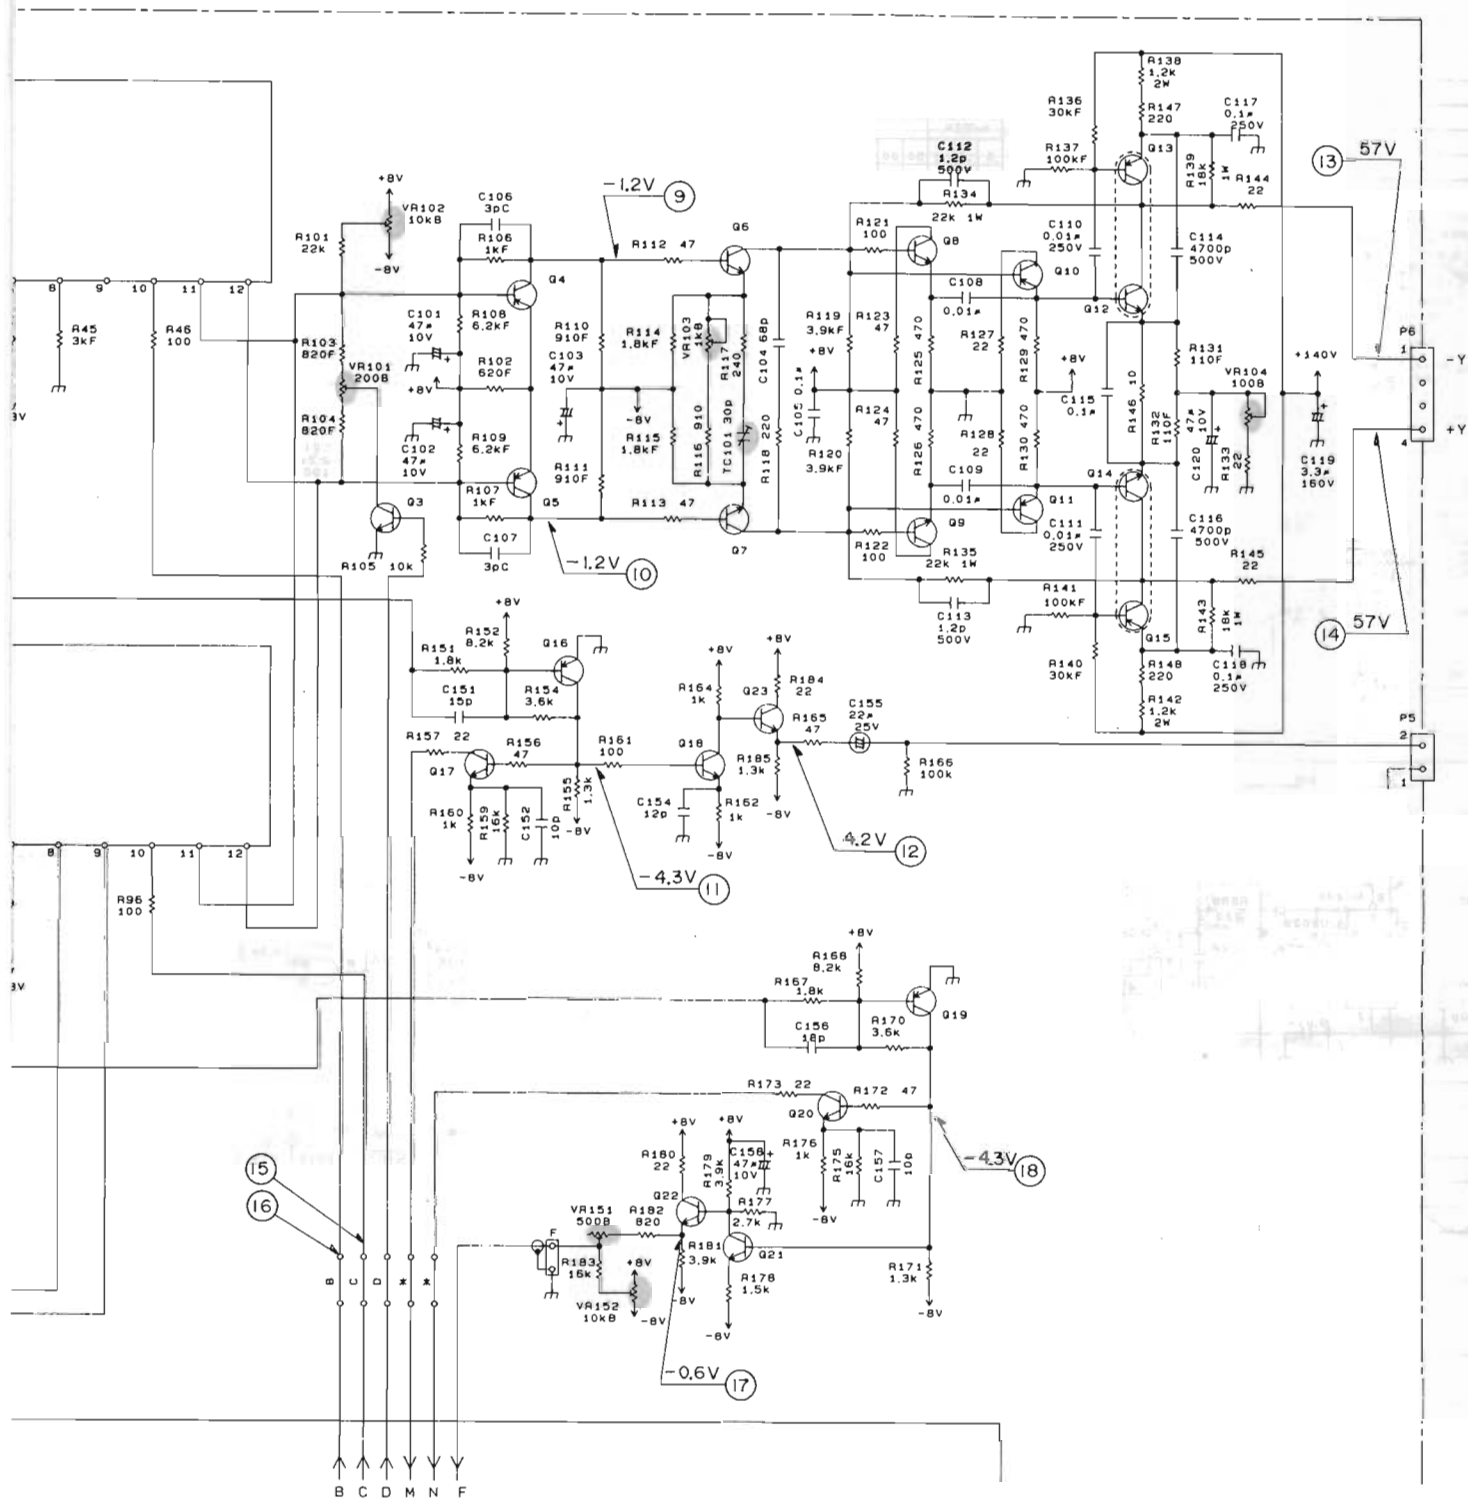 R138
1.2k
2W
R136
30kF
R147
220
C117
0.1μ
250V
C112
1.2p
500V
R137
100kF
Q13
R139
18k
1W
13
57V
+8V
VR102
10kB
-8V
R101
22k
C106
3pC
R106
1kF
-1.2V
9
R112 47
Q6
R134
22k 1W
R121
100
Q8
C110
0.01μ
250V
R144
22
C114
4700p
500V
Q4
Q10
Q12
C108
0.01μ
8
9
10
11
12
R45
3kF
R46
100
R103
820F
VR101
200B
R104
820F
C101
47μ
10V
+8V
R108
6.2kF
R102
620F
R110
910F
C103
47μ
10V
R114
1.8kF
VR103
1kB
R117
240
C104 68p
R119
3.9kF
+8V
R123
47
R125 470
R127
22
R129 470
+8V
R131
110F
+140V
VR104
100B
P6
1
-Y
+Y
4
C102
47μ
10V
R109
6.2kF
R111
910F
-8V
R115
1.8kF
R116 910
TC101 30p
R118 220
C105 0.1μ
R120
3.9kF
R124
47
R126 470
R128
22
R130 470
C115
0.1μ
R146 10
R132
110F
C120
47μ
10V
R133
22
C119
3.3μ
160V
R107
1kF
Q5
C107
3pC
Q3
R105 10k
R113 47
Q7
-1.2V
10
C109
0.01μ
Q14
Q11
Q9
R122
100
R135
22k 1W
C111
0.01μ
250V
C116
4700p
500V
R145
22
C113
1.2p
500V
R141
100kF
Q15
R143
18k
1W
57V
14
R140
30kF
R148
220
R142
1.2k
2W
C118
0.1μ
250V
+8V
R152
8.2k
Q16
R151
1.8k
C151
15p
R154
3.6k
R157 22
Q17
R156
47
R161
100
R155
1.3k
-8V
R160
1k
R159
16k
C152
10p
-8V
+8V
R164
1k
Q18
C154
12p
R162
1k
-8V
+8V
R184
22
Q23
R165
47
R185
1.3k
-8V
C155
22μ
25V
R166
100k
P5
2
1
4.2V
12
-4.3V
11
8
9
10
11
12
R96
100
3V
3V
+8V
R168
8.2k
R167
1.8k
C156
18p
R170
3.6k
Q19
R173 22
Q20
R172 47
R176
1k
-8V
R175
16k
C157
10p
-4.3V
18
+8V
R180
22
+8V
R179
3.9k
C158
47μ
10V
Q22
R177
2.7k
VR151
500B
R182
820
R181
3.9k
-8V
Q21
R178
1.5k
-8V
R171
1.3k
-8V
F
R183
16k
+8V
VR152
10kB
-8V
-0.6V
17
15
16
B
C
D
*
*
B C D M N F